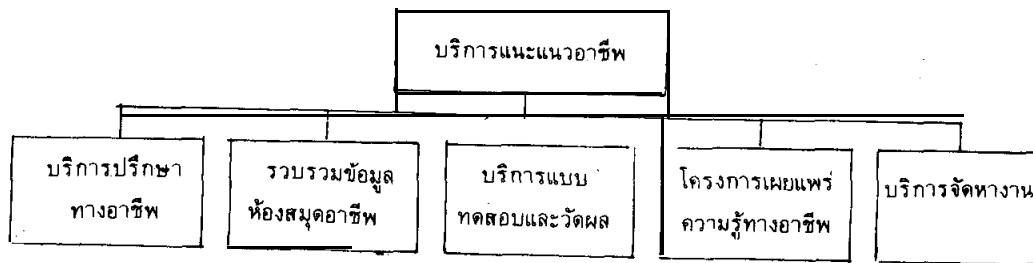 บริการแนะแนวอาชีพ
บริการปรึกษา
ทางอาชีพ
รวบรวมข้อมูล
ห้องสมุดอาชีพ
บริการแบบ
ทดสอบและวัดผล
โครงการเผยแพร่
ความรู้ทางอาชีพ
บริการจัดหางาน